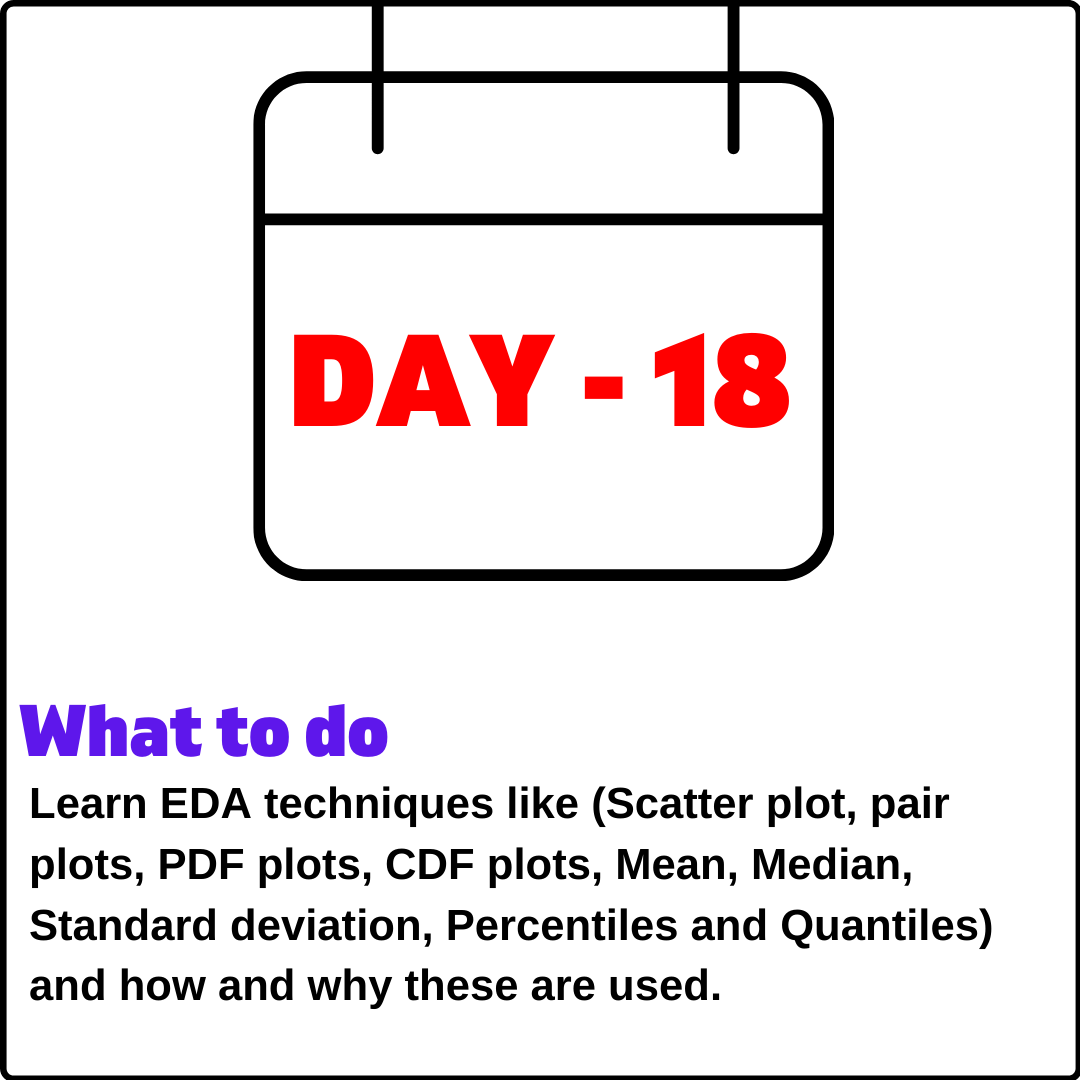 DAY - 18
What to do
Learn EDA techniques like (Scatter plot, pair
plots, PDF plots, CDF plots, Mean, Median,
Standard deviation, Percentiles and Quantiles)
and how and why these are used.